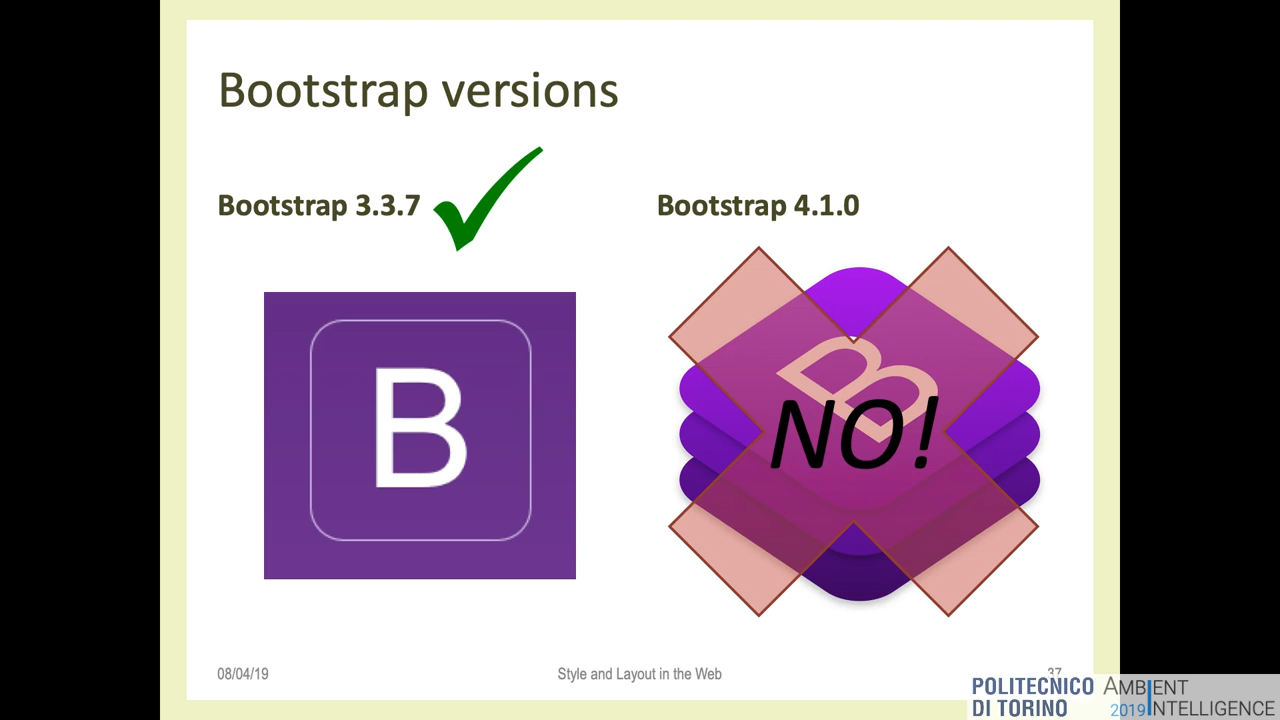 Bootstrap versions
Bootstrap 3.3.7
Bootstrap 4.1.0
B
B
NO!
08/04/19
Style and Layout in the Web
37
POLITECNICO
DI TORINO
AMBIENT
2019 INTELLIGENCE